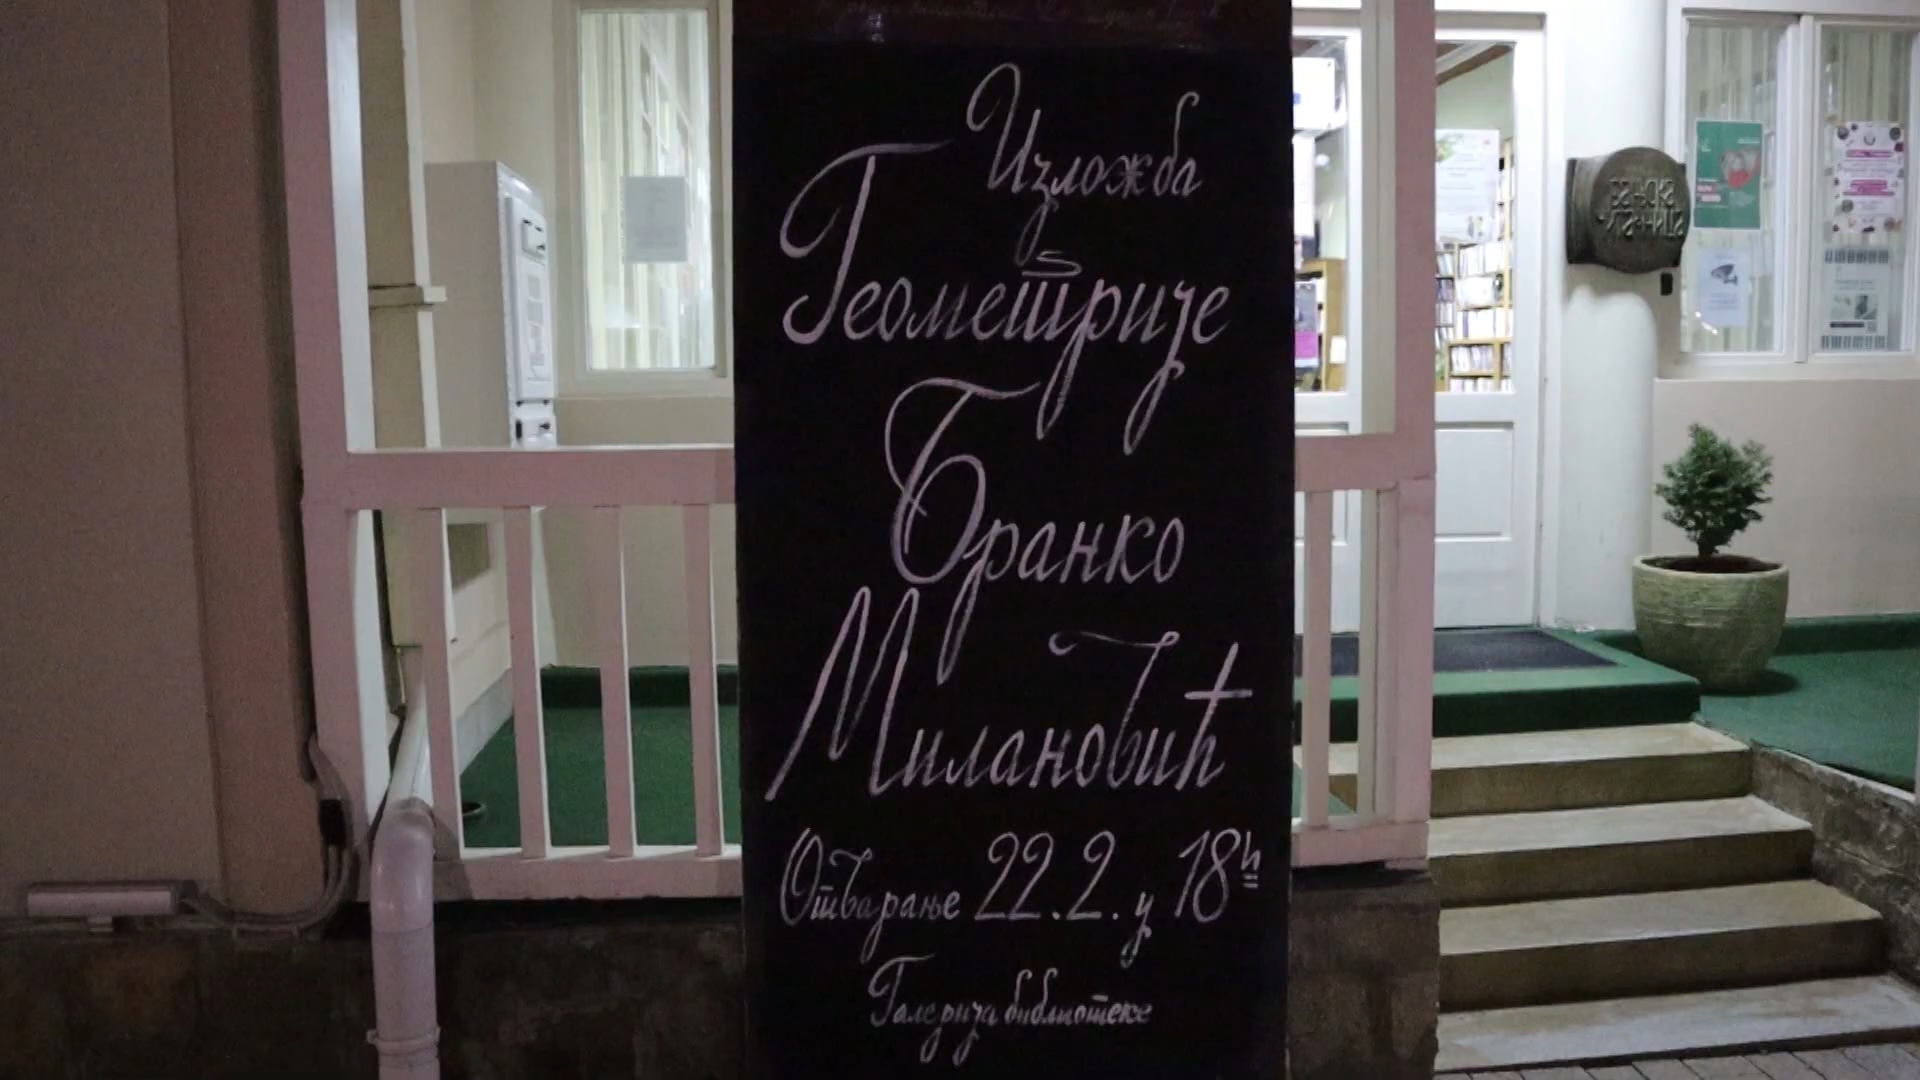 Изложба
Геометрије
Бранко
Милановић
Отварање 22.2. у 18h
Галерија библиотеке